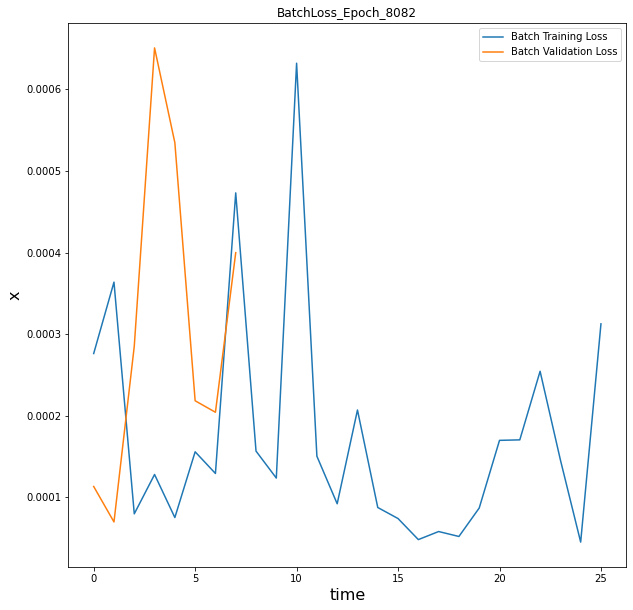 BatchLoss_Epoch_8082
Batch Training Loss
Batch Validation Loss
0.0006
0.0005
0.0004
0.0003
0.0002
0.0001
x
0 5 10 15 20 25
time